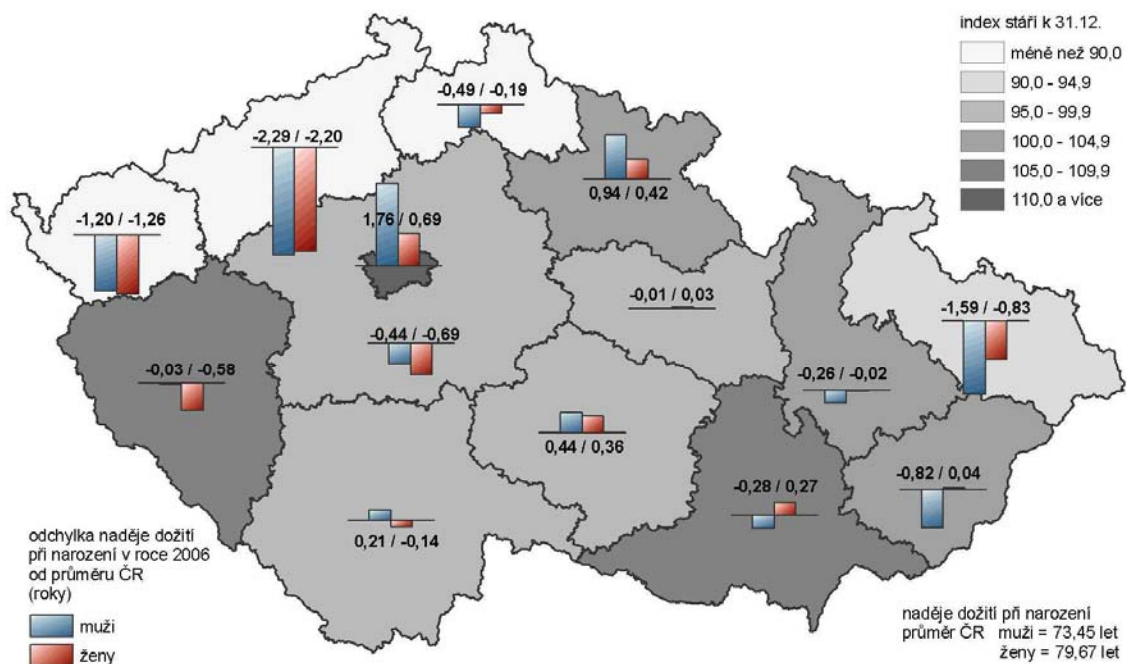 index stáří k 31.12.
méně než 90,0
90,0 - 94,9
95,0 - 99,9
100,0 - 104,9
105,0 - 109,9
110,0 a více
-0,49 / -0,19
-2,29 / -2,20
0,94 / 0,42
-1,20 / -1,26
1,76 / 0,69
-0,01 / 0,03
-1,59 / -0,83
-0,44 / -0,69
-0,03 / -0,58
-0,26 / -0,02
0,44 / 0,36
-0,28 / 0,27
-0,82 / 0,04
0,21 / -0,14
odchylka naděje dožití
při narození v roce 2006
od průměru ČR
(roky)
muži
ženy
naděje dožití při narození
průměr ČR muži = 73,45 let
ženy = 79,67 let